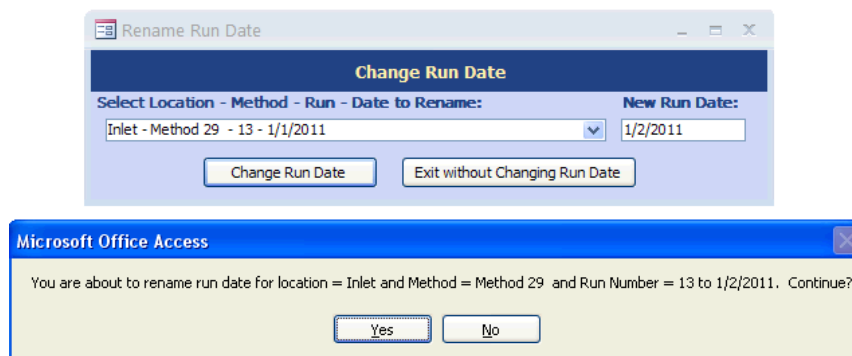 Rename Run Date
Change Run Date
Select Location - Method - Run - Date to Rename: New Run Date:
Inlet - Method 29 - 13 - 1/1/2011 1/2/2011
Change Run Date Exit without Changing Run Date
Microsoft Office Access
You are about to rename run date for location = Inlet and Method = Method 29 and Run Number = 13 to 1/2/2011. Continue?
Yes No